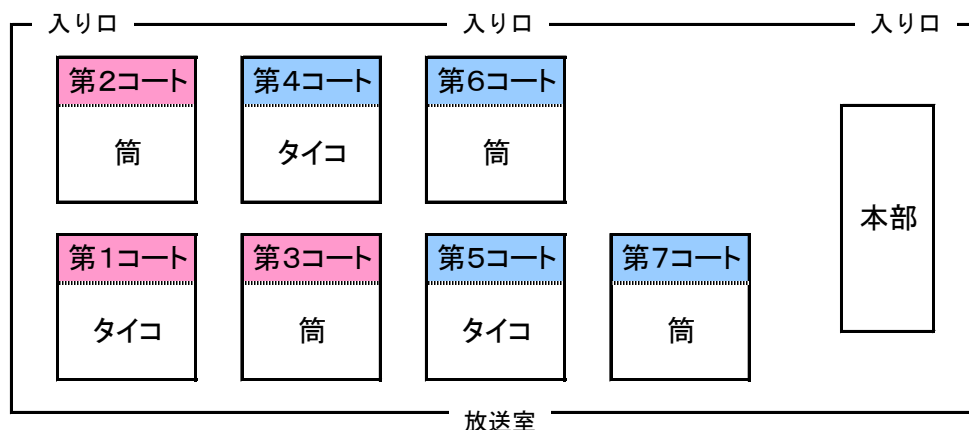 入り口 入り口 入り口
第2コート 第4コート 第6コート
筒 タイコ 筒
本部
第1コート 第3コート 第5コート 第7コート
タイコ 筒 タイコ 筒
放送室